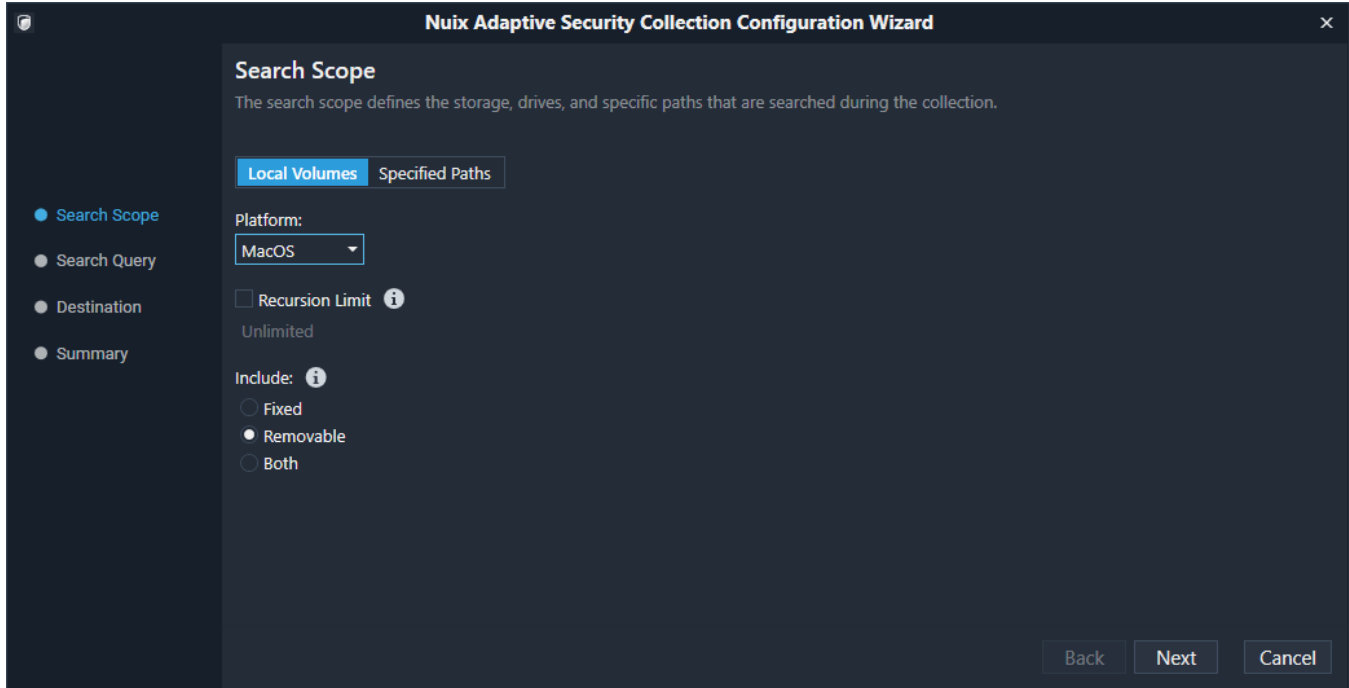 Nuix Adaptive Security Collection Configuration Wizard
Search Scope
The search scope defines the storage, drives, and specific paths that are searched during the collection.
Local Volumes Specified Paths
Search Scope
Search Query
Destination
Summary
Platform:
MacOS
Recursion Limit
Unlimited
Include:
Fixed
Removable
Both
Back Next Cancel